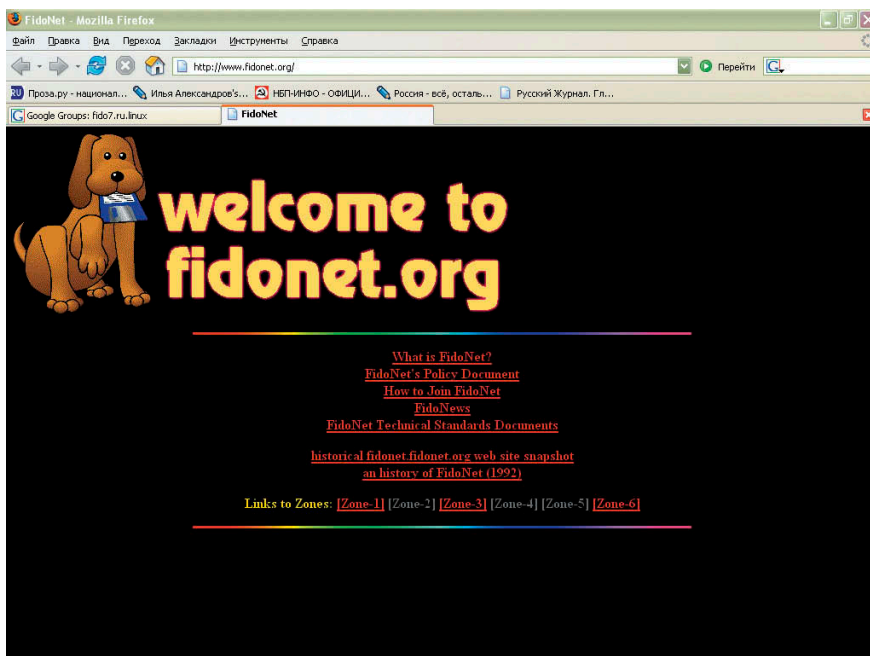 FidoNet - Mozilla Firefox
Файл Правка Вид Переход Закладки Инструменты Справка
http://www.fidonet.org/ Перейти G
RU Проза.ру - национал... Илья Александров's... НБП-ИНФО - ОФИЦИ... Россия - всё, осталь... Русский Журнал. Гл...
G Google Groups: fido7.ru.linux FidoNet
welcome to
fidonet.org
What is FidoNet?
FidoNet's Policy Document
How to Join FidoNet
FidoNews
FidoNet Technical Standards Documents
historical fidonet.fidonet.org web site snapshot
an history of FidoNet (1992)
Links to Zones: [Zone-1] [Zone-2] [Zone-3] [Zone-4] [Zone-5] [Zone-6]